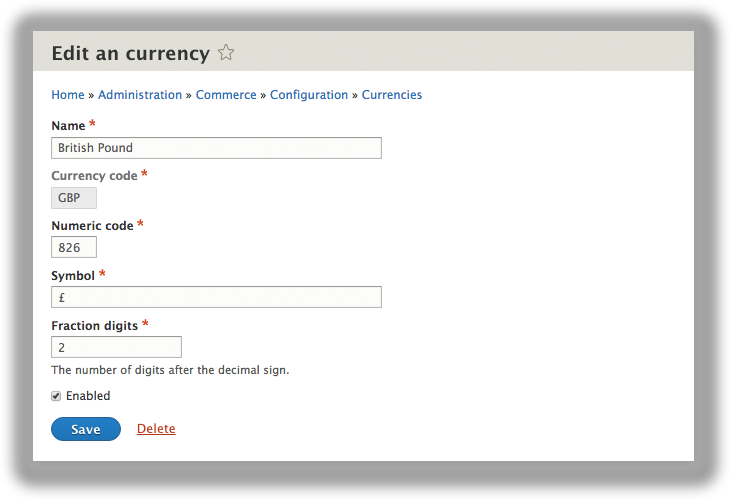 Edit an currency
Home » Administration » Commerce » Configuration » Currencies
Name *
British Pound
Currency code *
GBP
Numeric code *
826
Symbol *
£
Fraction digits *
2
The number of digits after the decimal sign.
Enabled
Save Delete